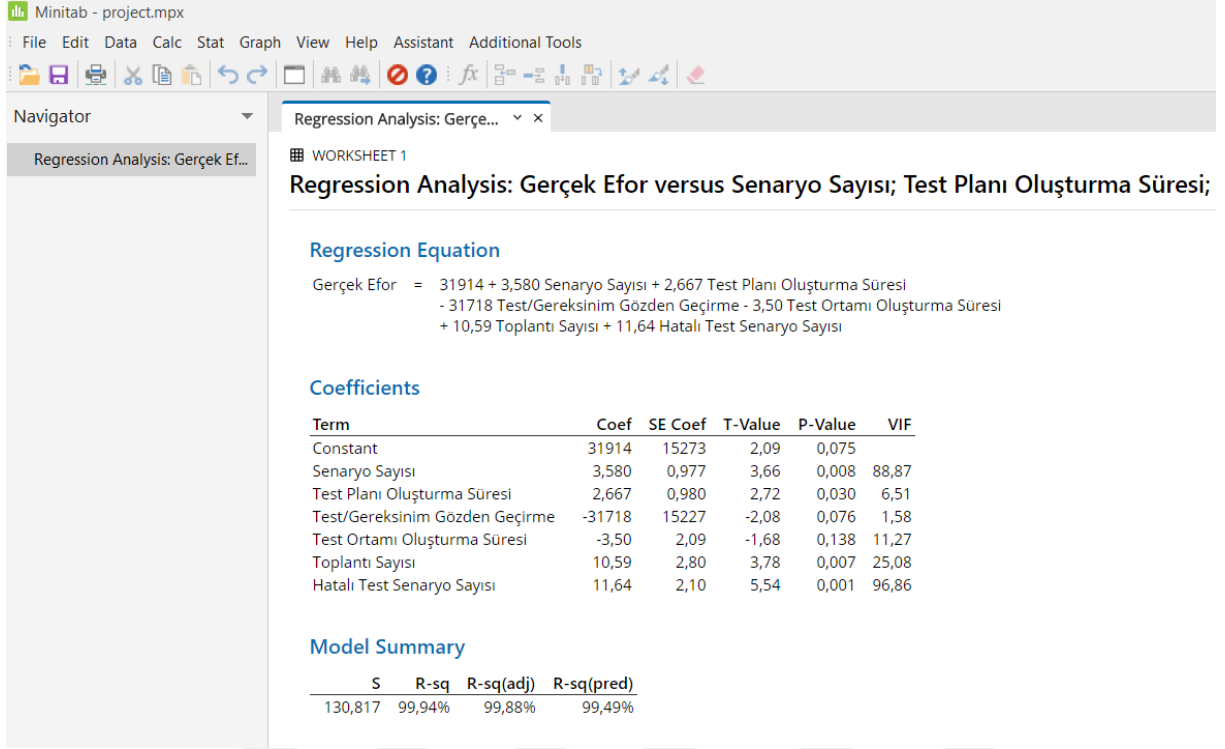 Minitab - project.mpx
File Edit Data Calc Stat Graph View Help Assistant Additional Tools
Navigator
Regression Analysis: Gerçe...
Regression Analysis: Gerçek Ef...
WORKSHEET 1
Regression Analysis: Gerçek Efor versus Senaryo Sayısı; Test Planı Oluşturma Süresi;
Regression Equation
Gerçek Efor = 31914 + 3,580 Senaryo Sayısı + 2,667 Test Planı Oluşturma Süresi
- 31718 Test/Gereksinim Gözden Geçirme - 3,50 Test Ortamı Oluşturma Süresi
+ 10,59 Toplantı Sayısı + 11,64 Hatalı Test Senaryo Sayısı
Coefficients
Term Coef SE Coef T-Value P-Value VIF
Constant 31914 15273 2,09 0,075
Senaryo Sayısı 3,580 0,977 3,66 0,008 88,87
Test Planı Oluşturma Süresi 2,667 0,980 2,72 0,030 6,51
Test/Gereksinim Gözden Geçirme -31718 15227 -2,08 0,076 1,58
Test Ortamı Oluşturma Süresi -3,50 2,09 -1,68 0,138 11,27
Toplantı Sayısı 10,59 2,80 3,78 0,007 25,08
Hatalı Test Senaryo Sayısı 11,64 2,10 5,54 0,001 96,86
Model Summary
S R-sq R-sq(adj) R-sq(pred)
130,817 99,94% 99,88% 99,49%